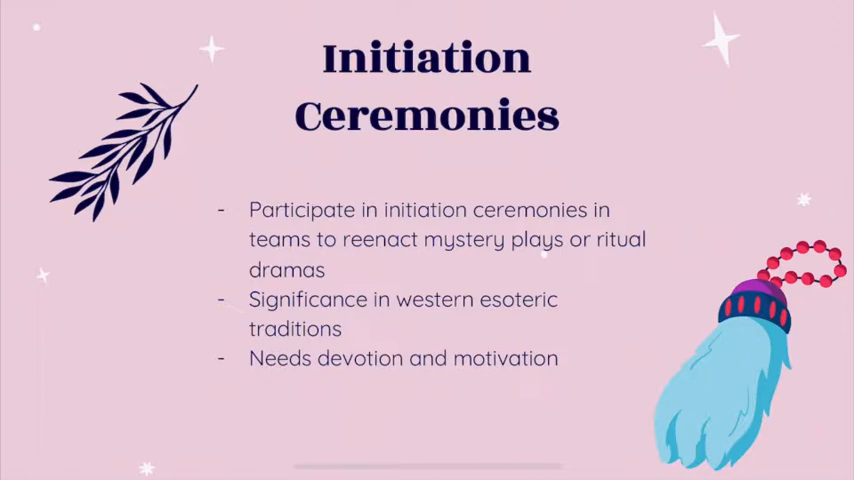 Initiation
Ceremonies
- Participate in initiation ceremonies in
teams to reenact mystery plays or ritual
dramas
- Significance in western esoteric
traditions
- Needs devotion and motivation